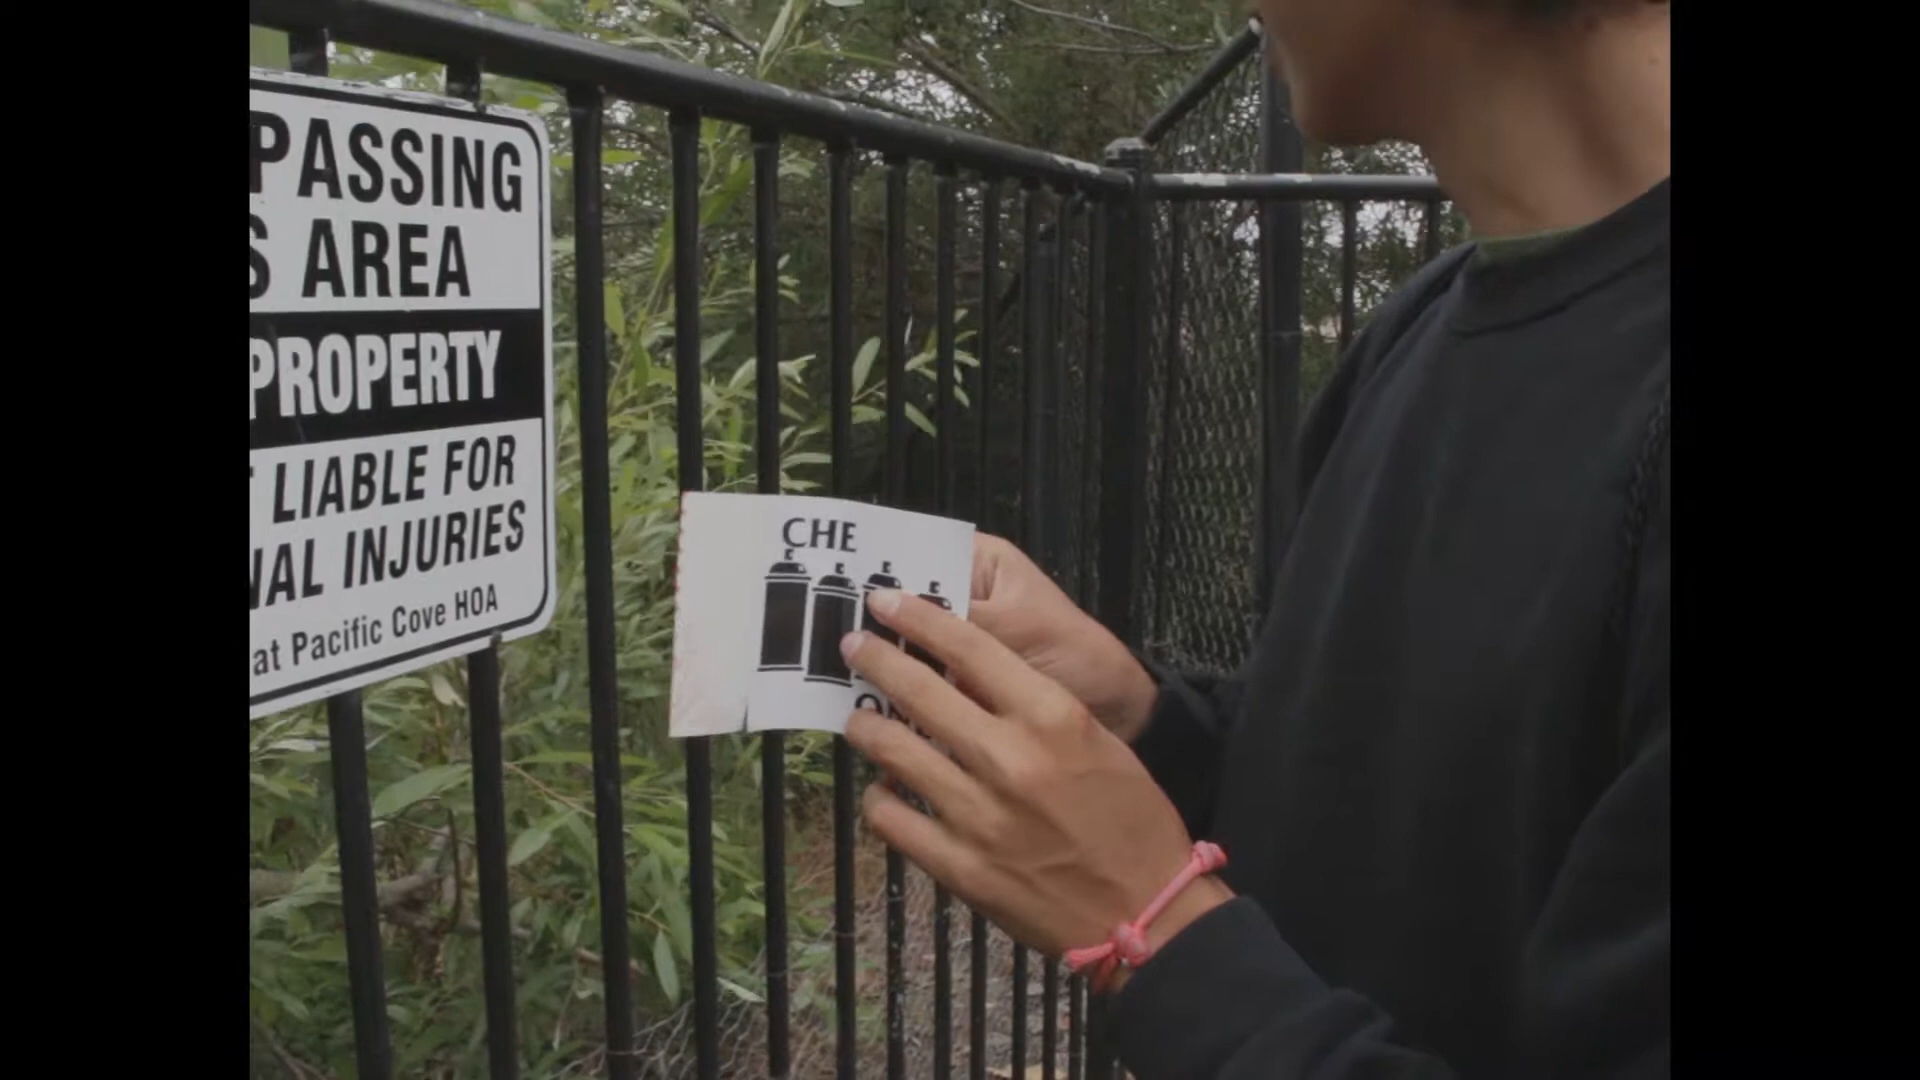 PASSING
S AREA
PROPERTY
LIABLE FOR
NAL INJURIES
at Pacific Cove HOA
CHE